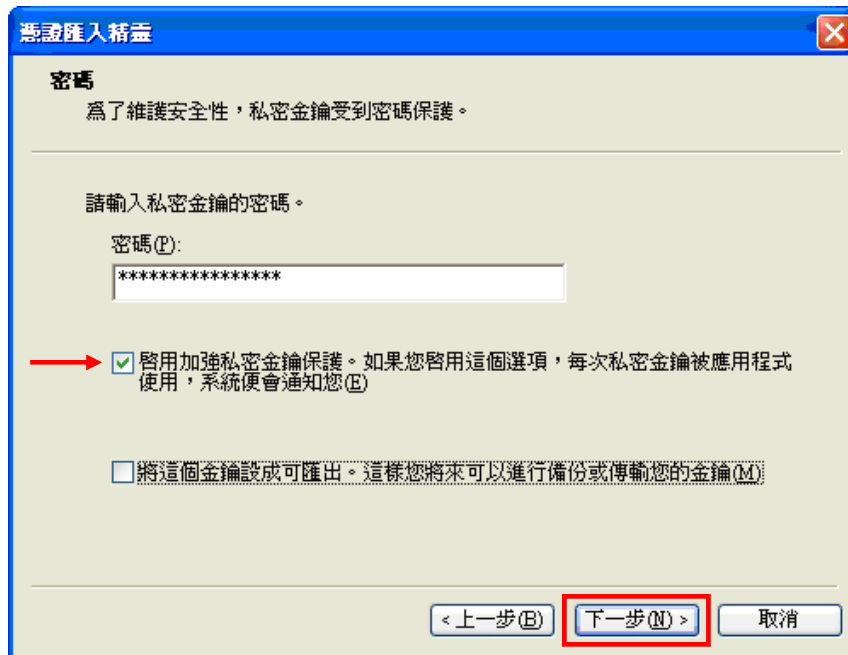 憑證匯入精靈
密碼
為了維護安全性，私密金鑰受到密碼保護。
請輸入私密金鑰的密碼。
密碼(P):
****************
啟用加強私密金鑰保護。如果您啟用這個選項，每次私密金鑰被應用程式
使用，系統便會通知您(E)
將這個金鑰設成可匯出。這樣您將來可以進行備份或傳輸您的金鑰(M)
< 上一步(B)
下一步(N) >
取消